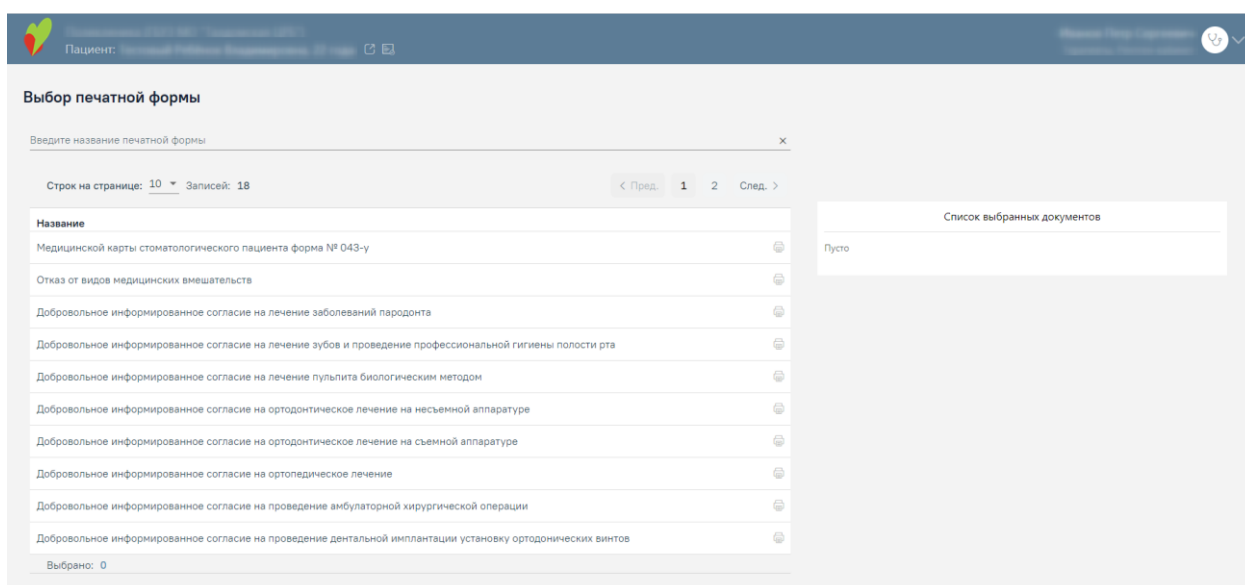 Пациент:
Выбор печатной формы
Введите название печатной формы
Строк на странице: 10 Записей: 18
Пред. 1 2 След.
Название
Медицинской карты стоматологического пациента форма № 043-у
Отказ от видов медицинских вмешательств
Добровольное информированное согласие на лечение заболеваний пародонта
Добровольное информированное согласие на лечение зубов и проведение профессиональной гигиены полости рта
Добровольное информированное согласие на лечение пульпита биологическим методом
Добровольное информированное согласие на ортодонтическое лечение на несъемной аппаратуре
Добровольное информированное согласие на ортодонтическое лечение на съемной аппаратуре
Добровольное информированное согласие на ортопедическое лечение
Добровольное информированное согласие на проведение амбулаторной хирургической операции
Добровольное информированное согласие на проведение дентальной имплантации установку ортодонических винтов
Выбрано: 0
Список выбранных документов
Пусто